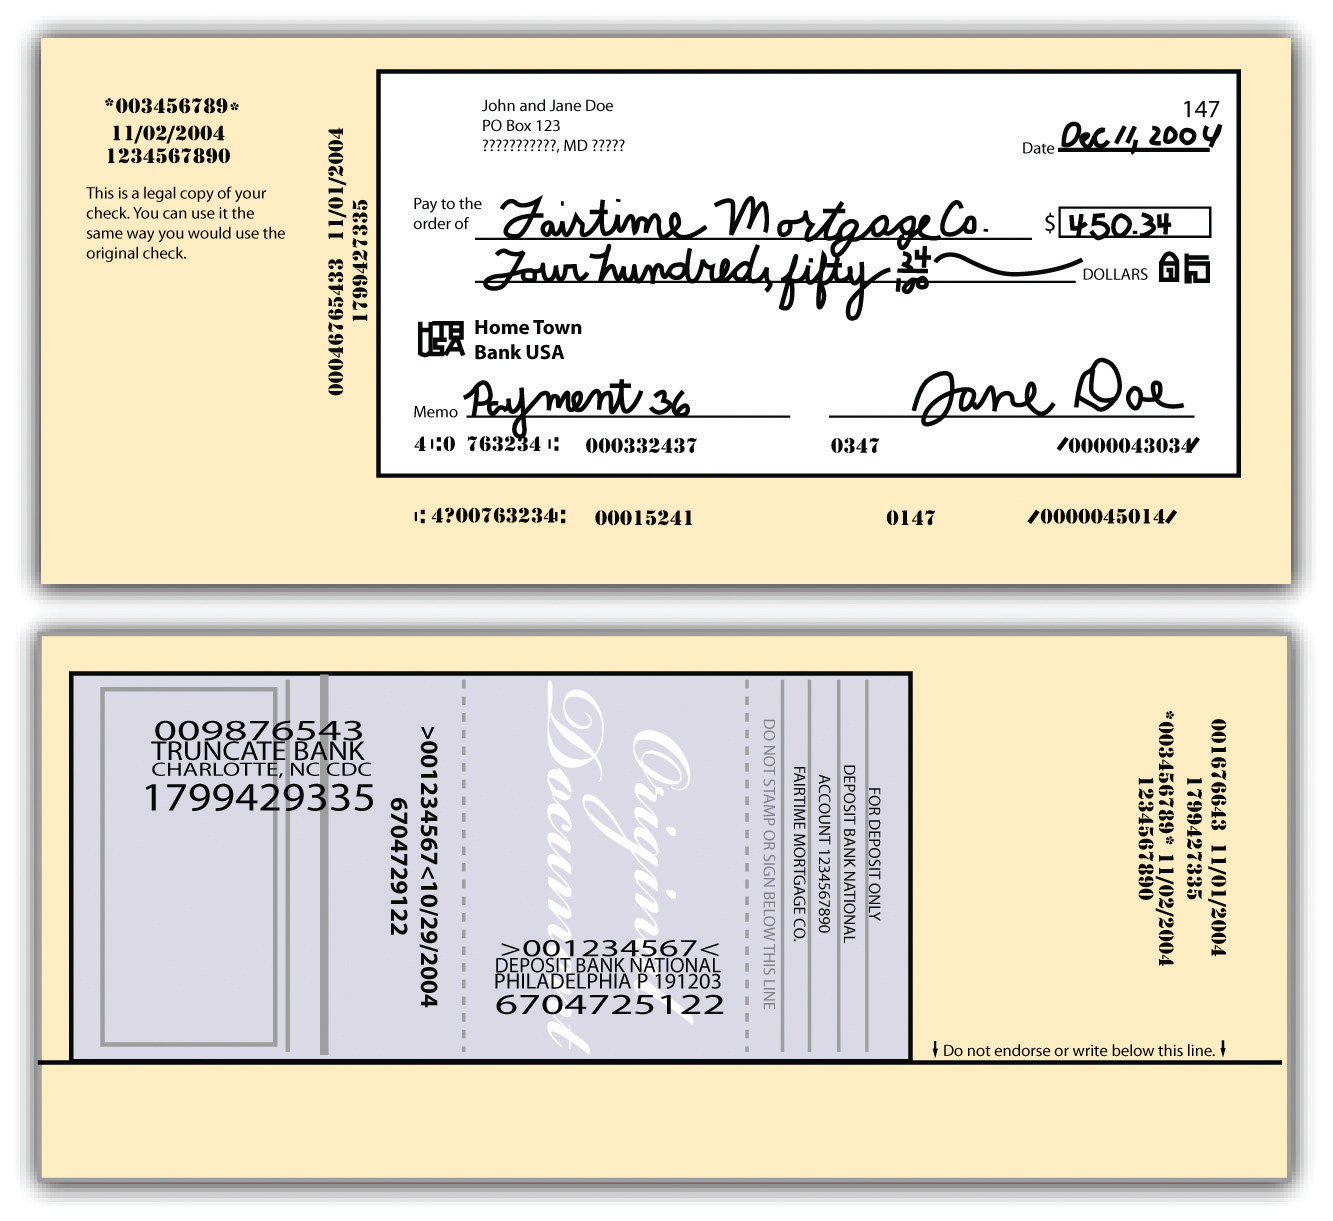 *003456789*
11/02/2004
1234567890
This is a legal copy of your
check. You can use it the
same way you would use the
original check.
00046765433 11/01/2004
1799427335
John and Jane Doe
PO Box 123
???????????, MD ?????
147
Date Dec 11, 2004
Pay to the
order of Fairtime Mortgage Co. $ 450.34
Four hundred, fifty 34/100 DOLLARS
Home Town
Bank USA
Memo Payment 36 Jane Doe
4⑆0 763234⑆ 000332437 0347 /0000043034/
⑆4?00763234⑆ 00015241 0147 /0000045014/
009876543
TRUNCATE BANK
CHARLOTTE, NC CDC
1799429335
>001234567<10/29/2004
6704729122
Original
Document
>001234567<
DEPOSIT BANK NATIONAL
PHILADELPHIA P 191203
6704725122
FOR DEPOSIT ONLY
DEPOSIT BANK NATIONAL
ACCOUNT 1234567890
FAIRTIME MORTGAGE CO.
DO NOT STAMP OR SIGN BELOW THIS LINE
001676643 11/01/2004
1799427335
*003456789* 11/02/2004
1234567890
Do not endorse or write below this line.